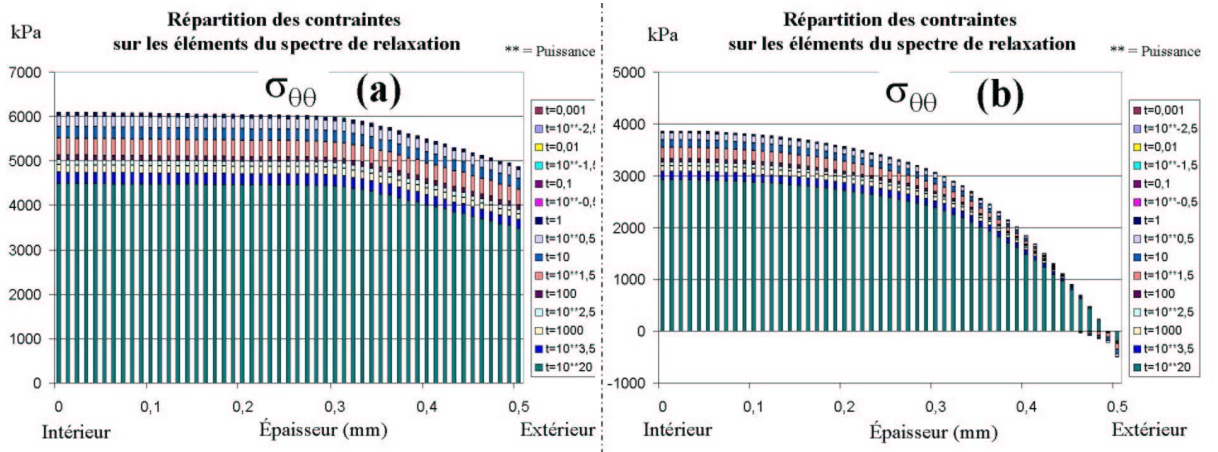 Répartition des contraintes
sur les éléments du spectre de relaxation
kPa
** = Puissance
σθθ (a)
7000
6000
5000
4000
3000
2000
1000
0
0
0,1
0,2
0,3
0,4
0,5
Intérieur
Épaisseur (mm)
Extérieur
t=0,001
t=10**-2,5
t=0,01
t=10**-1,5
t=0,1
t=10**-0,5
t=1
t=10**0,5
t=10
t=10**1,5
t=100
t=10**2,5
t=1000
t=10**3,5
t=10**20
Répartition des contraintes
sur les éléments du spectre de relaxation
kPa
** = Puissance
σθθ (b)
5000
4000
3000
2000
1000
0
-1000
0
0,1
0,2
0,3
0,4
0,5
Intérieur
Épaisseur (mm)
Extérieur
t=0,001
t=10**-2,5
t=0,01
t=10**-1,5
t=0,1
t=10**-0,5
t=1
t=10**0,5
t=10
t=10**1,5
t=100
t=10**2,5
t=1000
t=10**3,5
t=10**20